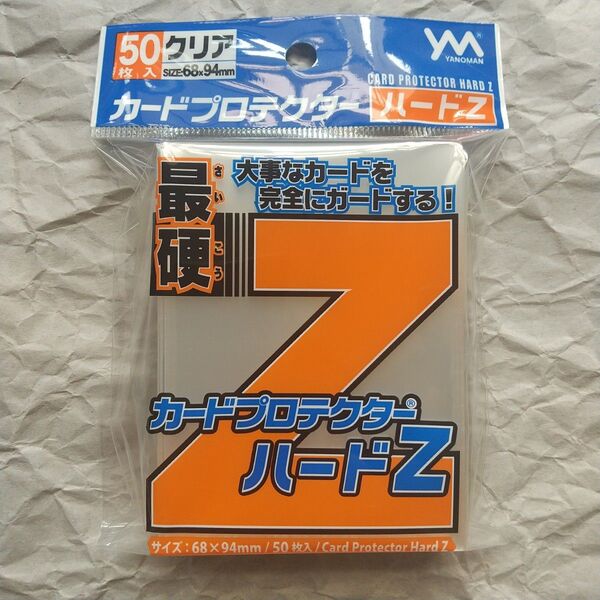 50
枚入
クリア
SIZE:68×94mm
YM
YANOMAN
CARD PROTECTOR HARD Z
カードプロテクター ハードZ
最硬
さいこう
大事なカードを
完全にガードする!
Z
カードプロテクター®
ハードZ
サイズ:68×94mm / 50枚入 / Card Protector Hard Z